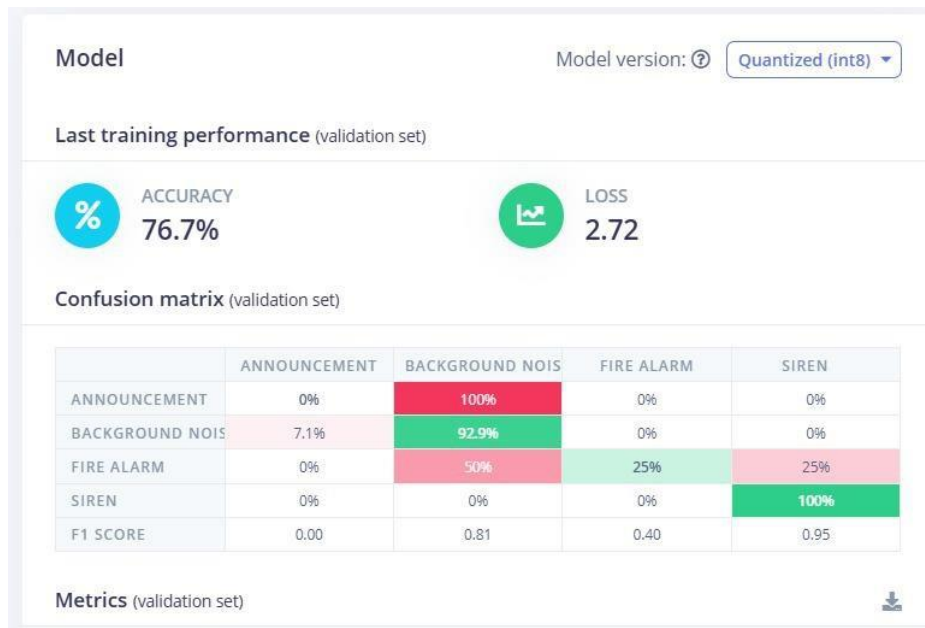 Model
Model version: Quantized (int8)
Last training performance (validation set)
% ACCURACY
76.7%
LOSS
2.72
Confusion matrix (validation set)
ANNOUNCEMENT BACKGROUND NOIS FIRE ALARM SIREN
ANNOUNCEMENT 0% 100% 0% 0%
BACKGROUND NOIS 7.1% 92.9% 0% 0%
FIRE ALARM 0% 50% 25% 25%
SIREN 0% 0% 0% 100%
F1 SCORE 0.00 0.81 0.40 0.95
Metrics (validation set)